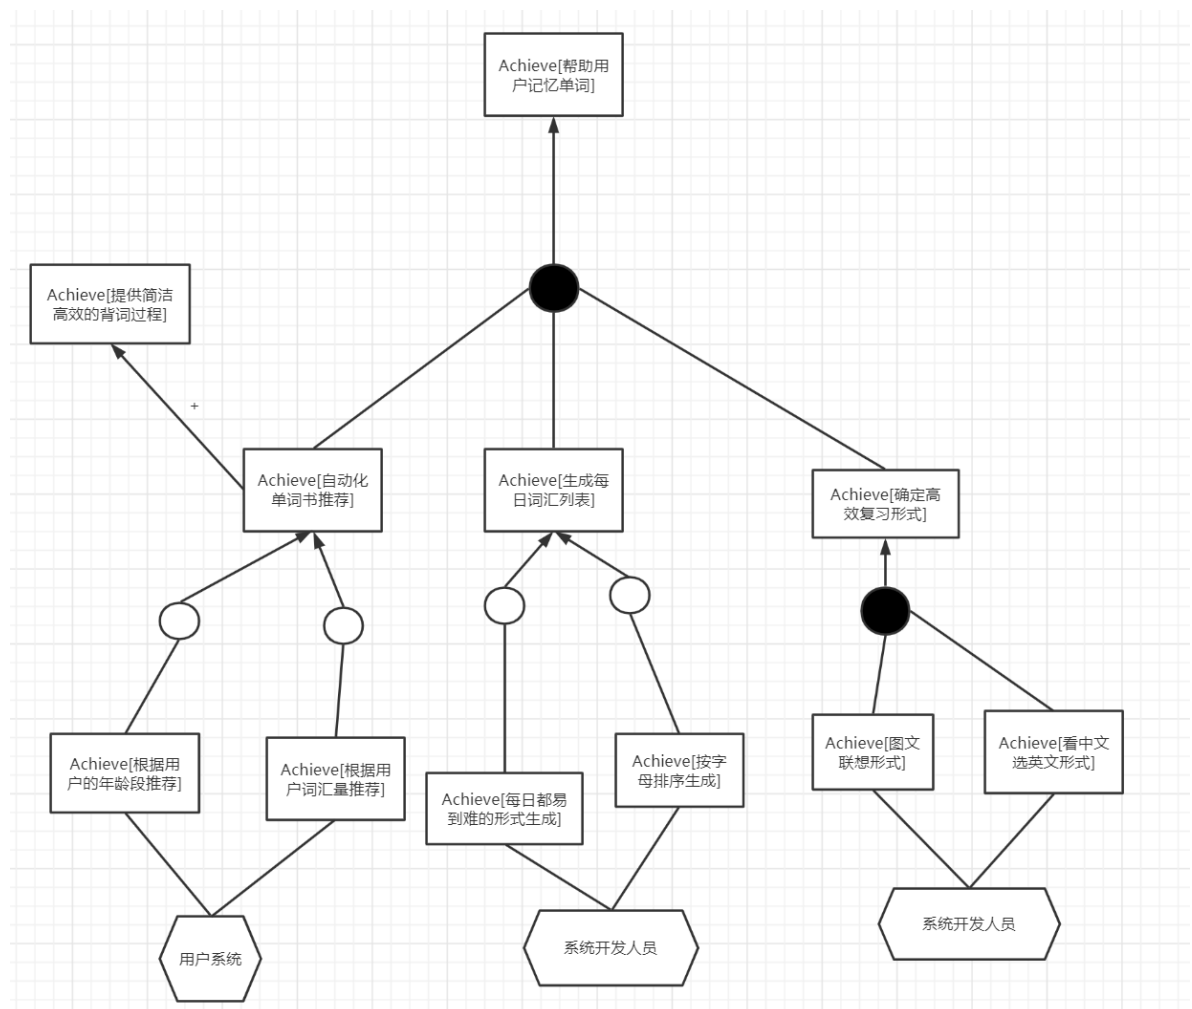 Achieve[帮助用
户记忆单词]
Achieve[提供简洁
高效的背词过程]
+
Achieve[自动化
单词书推荐]
Achieve[生成每
日词汇列表]
Achieve[确定高
效复习形式]
Achieve[根据用
户的年龄段推荐]
Achieve[根据用
户词汇量推荐]
Achieve[每日都易
到难的形式生成]
Achieve[按字
母排序生成]
Achieve[图文
联想形式]
Achieve[看中文
选英文形式]
用户系统
系统开发人员
系统开发人员